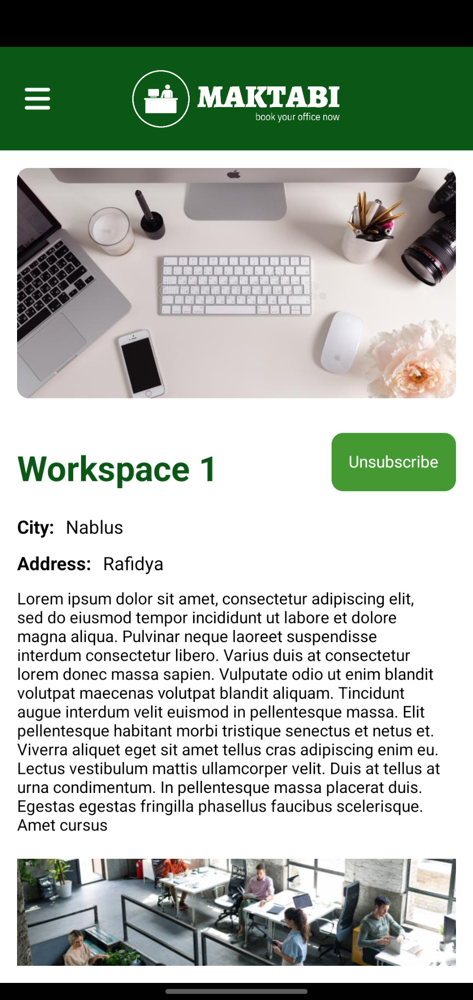 MAKTABI
book your office now
dreamstime
Workspace 1
Unsubscribe
City: Nablus
Address: Rafidya
Lorem ipsum dolor sit amet, consectetur adipiscing elit,
sed do eiusmod tempor incididunt ut labore et dolore
magna aliqua. Pulvinar neque laoreet suspendisse
interdum consectetur libero. Varius duis at consectetur
lorem donec massa sapien. Vulputate odio ut enim blandit
volutpat maecenas volutpat blandit aliquam. Tincidunt
augue interdum velit euismod in pellentesque massa. Elit
pellentesque habitant morbi tristique senectus et netus et.
Viverra aliquet eget sit amet tellus cras adipiscing enim eu.
Lectus vestibulum mattis ullamcorper velit. Duis at tellus at
urna condimentum. In pellentesque massa placerat duis.
Egestas egestas fringilla phasellus faucibus scelerisque.
Amet cursus